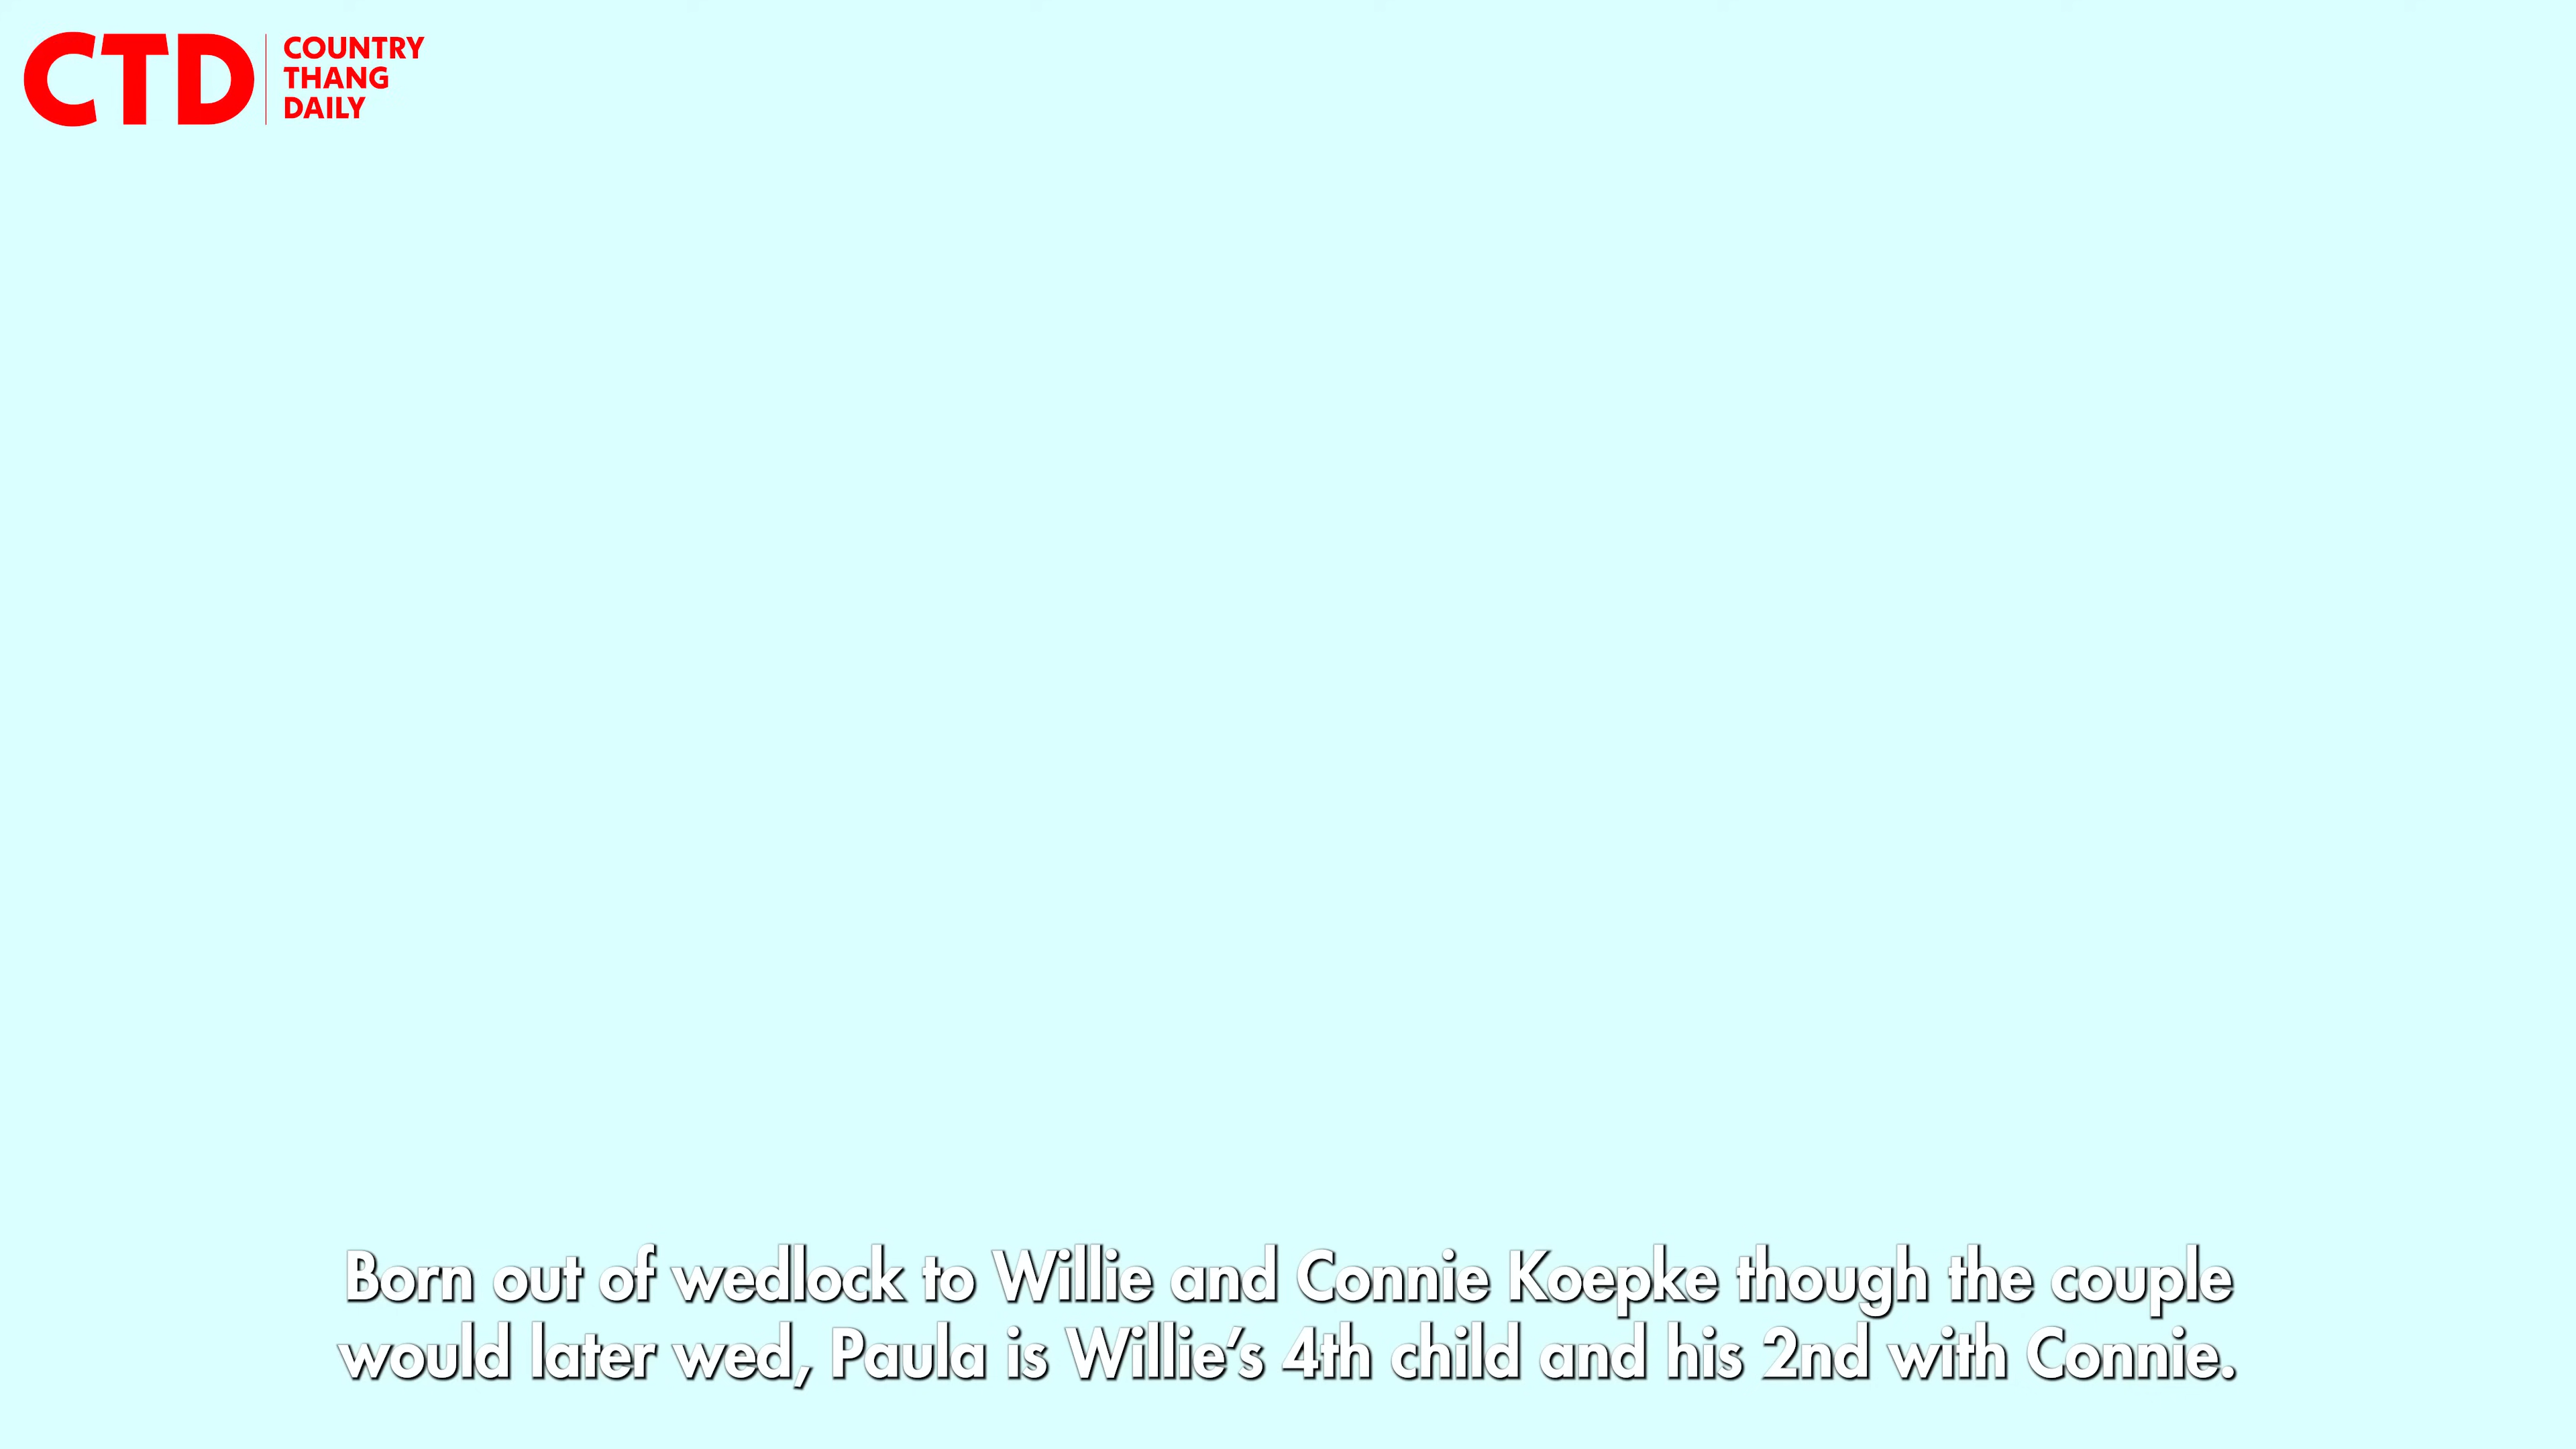 CTD
COUNTRY
THANG
DAILY
Born out of wedlock to Willie and Connie Koepke though the couple
would later wed, Paula is Willie’s 4th child and his 2nd with Connie.